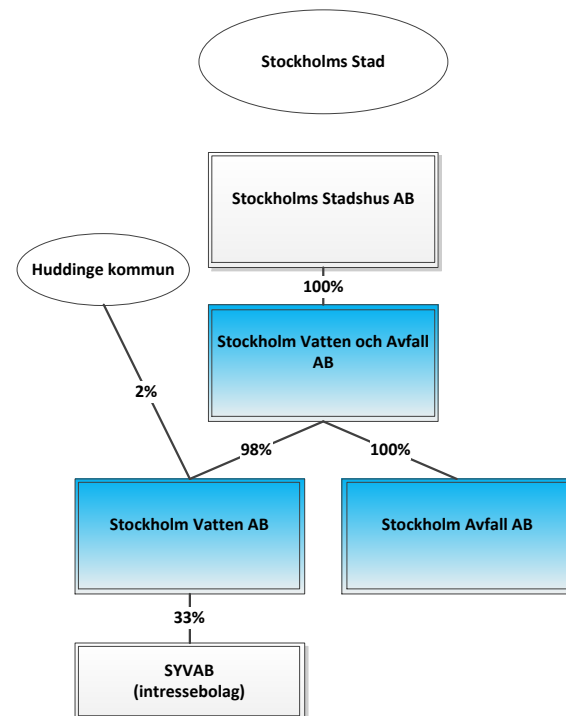 Stockholms Stad
Stockholms Stadshus AB
Huddinge kommun
100%
Stockholm Vatten och Avfall
AB
2%
98%
100%
Stockholm Vatten AB
Stockholm Avfall AB
33%
SYVAB
(intressebolag)